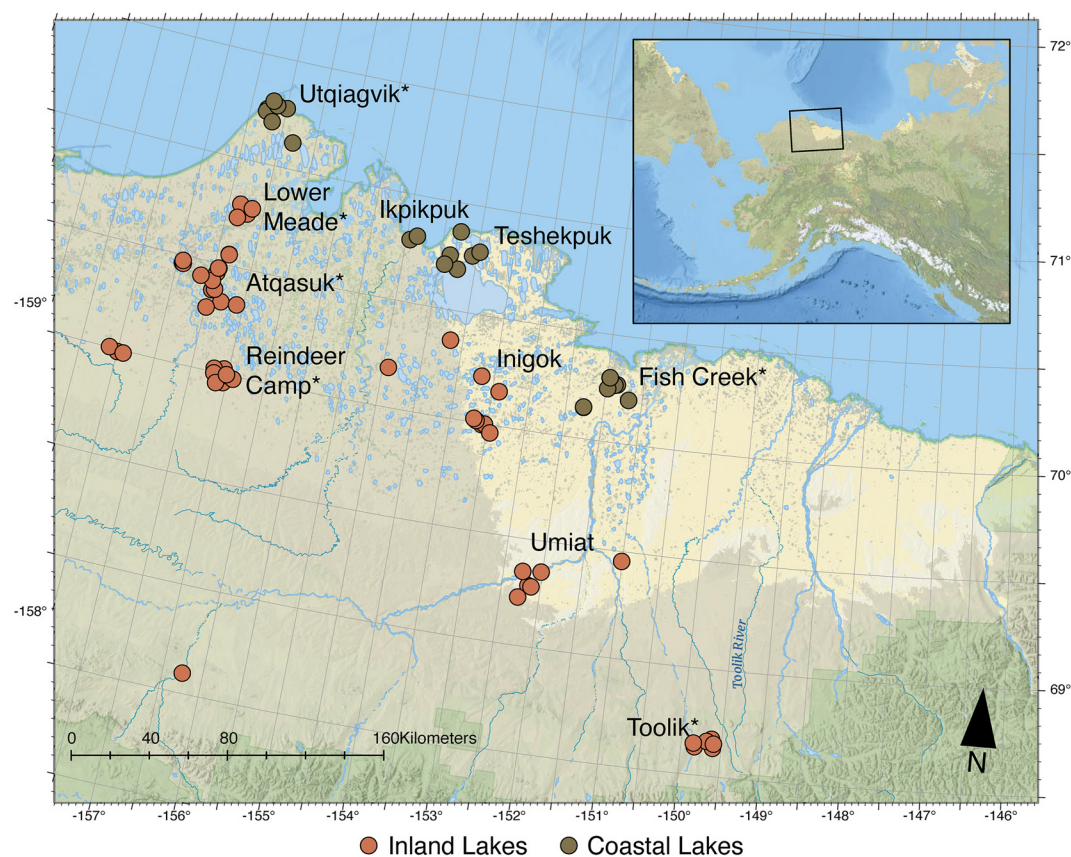 72°
Utqiagvik*
Lower
Meade*
Ikpikpuk
Teshekpuk
71°
Atqasuk*
-159°
Reindeer
Camp*
Inigok
Fish Creek*
70°
Umiat
-158°
Toolik River
69°
Toolik*
0 40 80 160Kilometers
N
-157° -156° -155° -154° -153° -152° -151° -150° -149° -148° -147° -146°
Inland Lakes Coastal Lakes